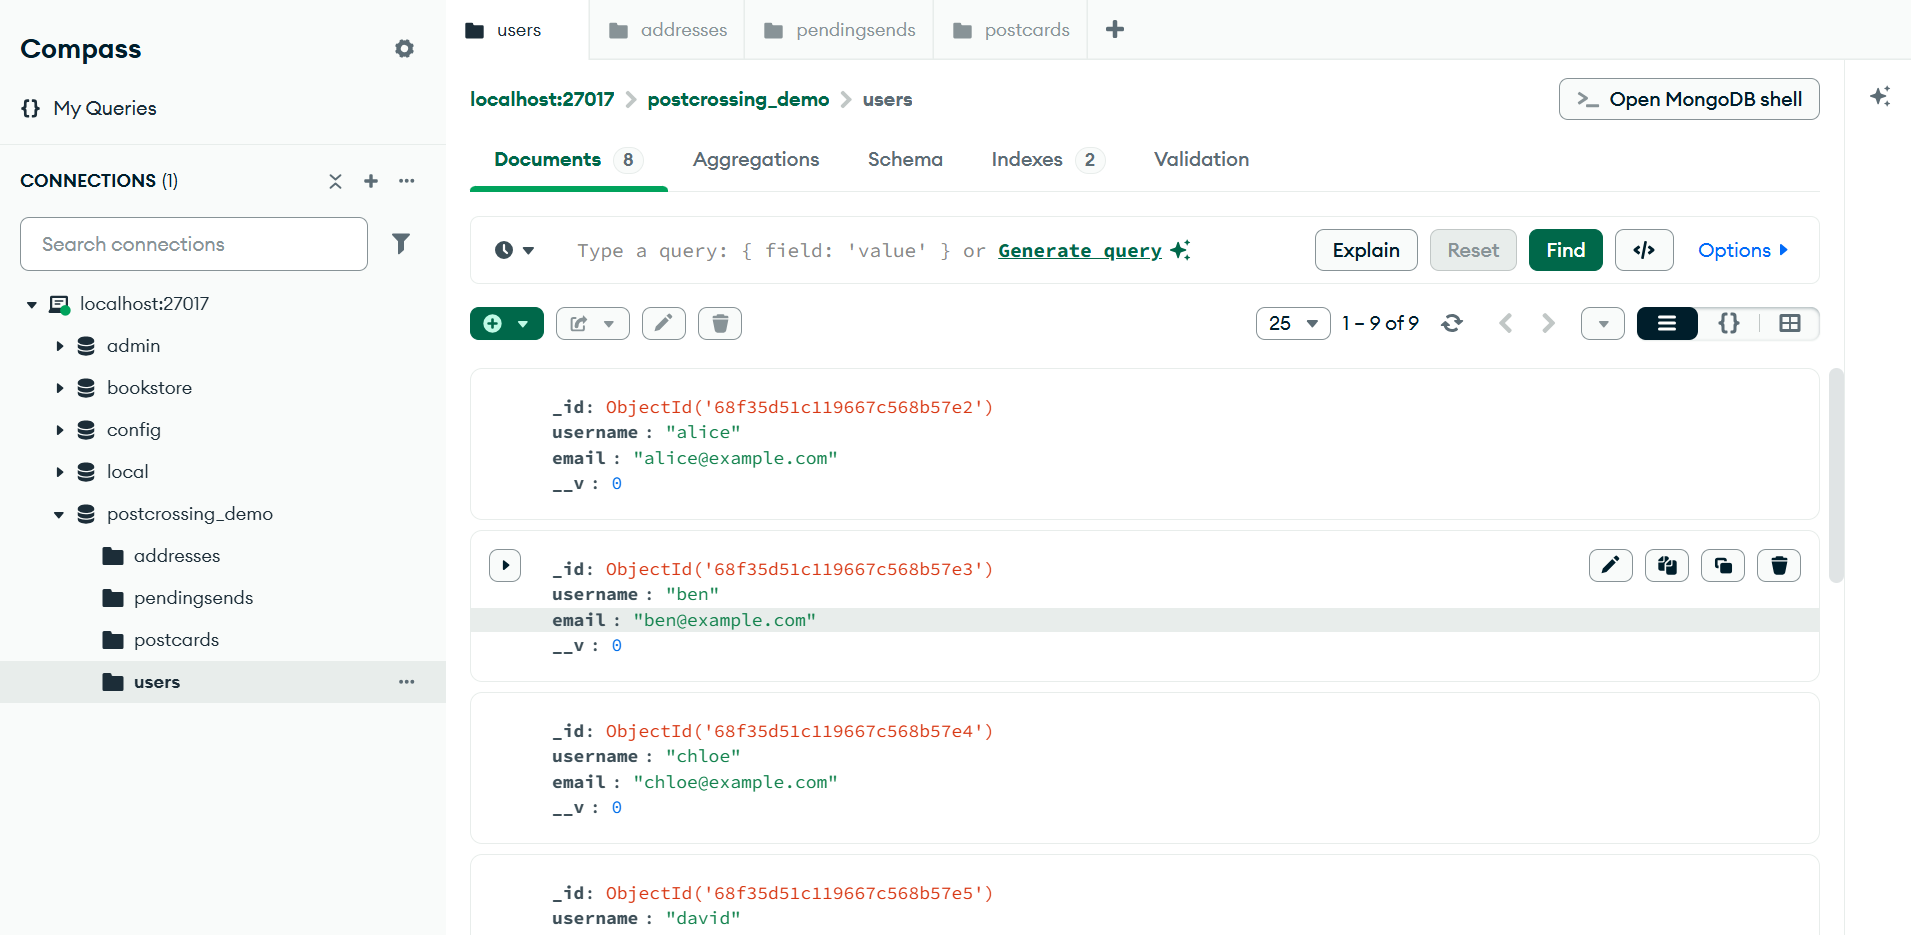 Compass
My Queries
CONNECTIONS (1)
Search connections
localhost:27017
admin
bookstore
config
local
postcrossing_demo
addresses
pendingsends
postcards
users
users
addresses
pendingsends
postcards
localhost:27017 > postcrossing_demo > users
>_ Open MongoDB shell
Documents 8 Aggregations Schema Indexes 2 Validation
Type a query: { field: 'value' } or Generate query
Explain
Reset
Find
</>
Options
25
1 – 9 of 9
{}
_id: ObjectId('68f35d51c119667c568b57e2')
username : "alice"
email : "alice@example.com"
__v : 0
_id: ObjectId('68f35d51c119667c568b57e3')
username : "ben"
email : "ben@example.com"
__v : 0
_id: ObjectId('68f35d51c119667c568b57e4')
username : "chloe"
email : "chloe@example.com"
__v : 0
_id: ObjectId('68f35d51c119667c568b57e5')
username : "david"